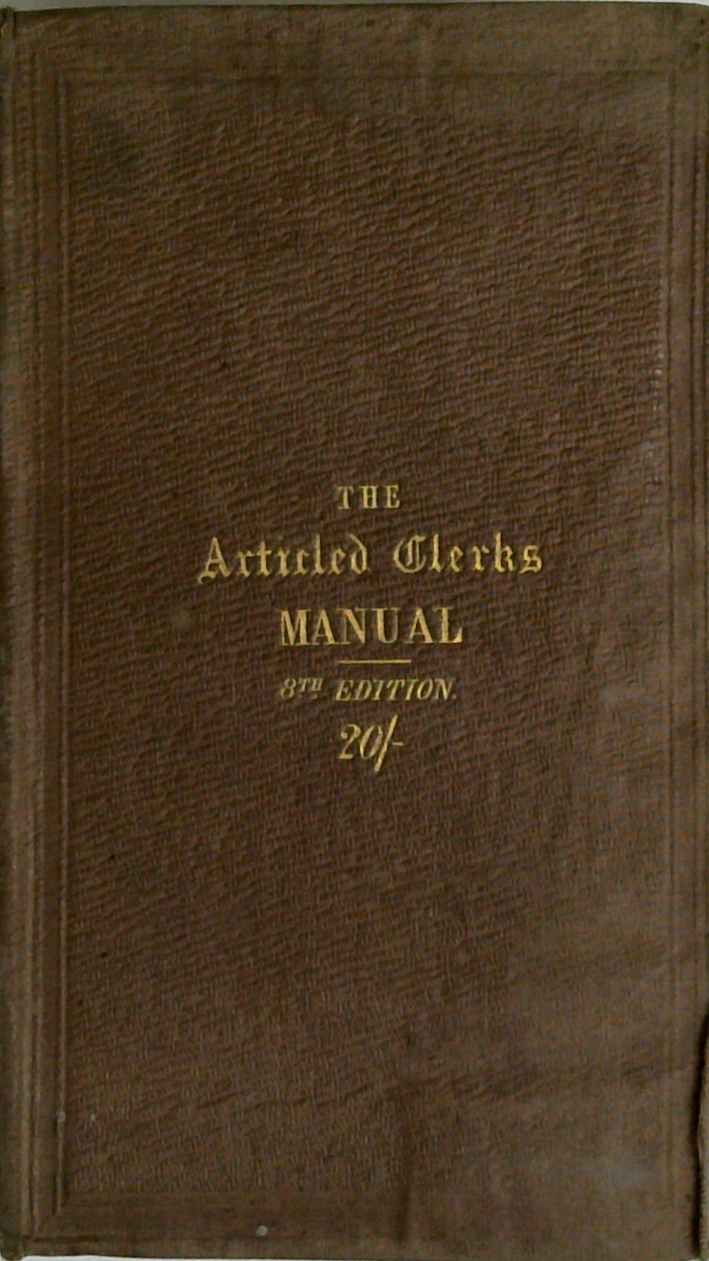 THE
Articled Clerks
MANUAL
8TH EDITION.
20/-